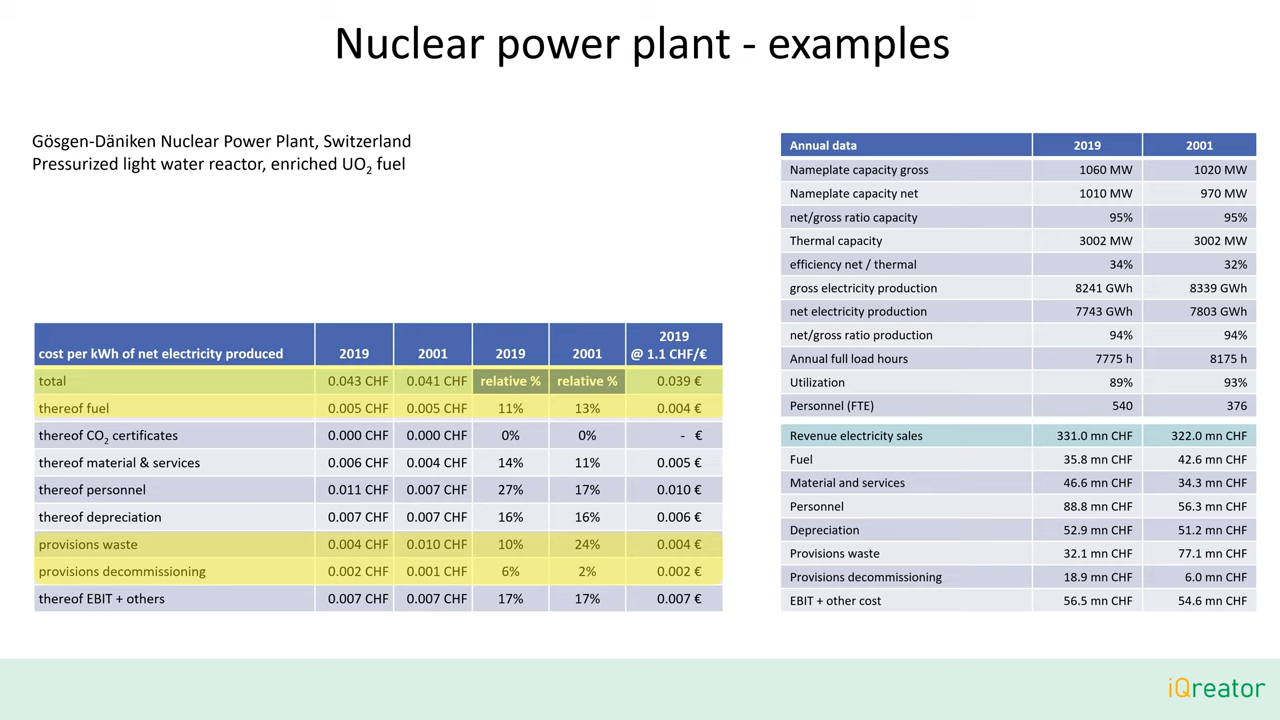 Nuclear power plant - examples
Gösgen-Däniken Nuclear Power Plant, Switzerland
Pressurized light water reactor, enriched UO₂ fuel
cost per kWh of net electricity produced 2019 2001 2019 2001 2019 @ 1.1 CHF/€
total 0.043 CHF 0.041 CHF relative % relative % 0.039 €
thereof fuel 0.005 CHF 0.005 CHF 11% 13% 0.004 €
thereof CO₂ certificates 0.000 CHF 0.000 CHF 0% 0% - €
thereof material & services 0.006 CHF 0.004 CHF 14% 11% 0.005 €
thereof personnel 0.011 CHF 0.007 CHF 27% 17% 0.010 €
thereof depreciation 0.007 CHF 0.007 CHF 16% 16% 0.006 €
provisions waste 0.004 CHF 0.010 CHF 10% 24% 0.004 €
provisions decommissioning 0.002 CHF 0.001 CHF 6% 2% 0.002 €
thereof EBIT + others 0.007 CHF 0.007 CHF 17% 17% 0.007 €
Annual data 2019 2001
Nameplate capacity gross 1060 MW 1020 MW
Nameplate capacity net 1010 MW 970 MW
net/gross ratio capacity 95% 95%
Thermal capacity 3002 MW 3002 MW
efficiency net / thermal 34% 32%
gross electricity production 8241 GWh 8339 GWh
net electricity production 7743 GWh 7803 GWh
net/gross ratio production 94% 94%
Annual full load hours 7775 h 8175 h
Utilization 89% 93%
Personnel (FTE) 540 376
Revenue electricity sales 331.0 mn CHF 322.0 mn CHF
Fuel 35.8 mn CHF 42.6 mn CHF
Material and services 46.6 mn CHF 34.3 mn CHF
Personnel 88.8 mn CHF 56.3 mn CHF
Depreciation 52.9 mn CHF 51.2 mn CHF
Provisions waste 32.1 mn CHF 77.1 mn CHF
Provisions decommissioning 18.9 mn CHF 6.0 mn CHF
EBIT + other cost 56.5 mn CHF 54.6 mn CHF
iQreator